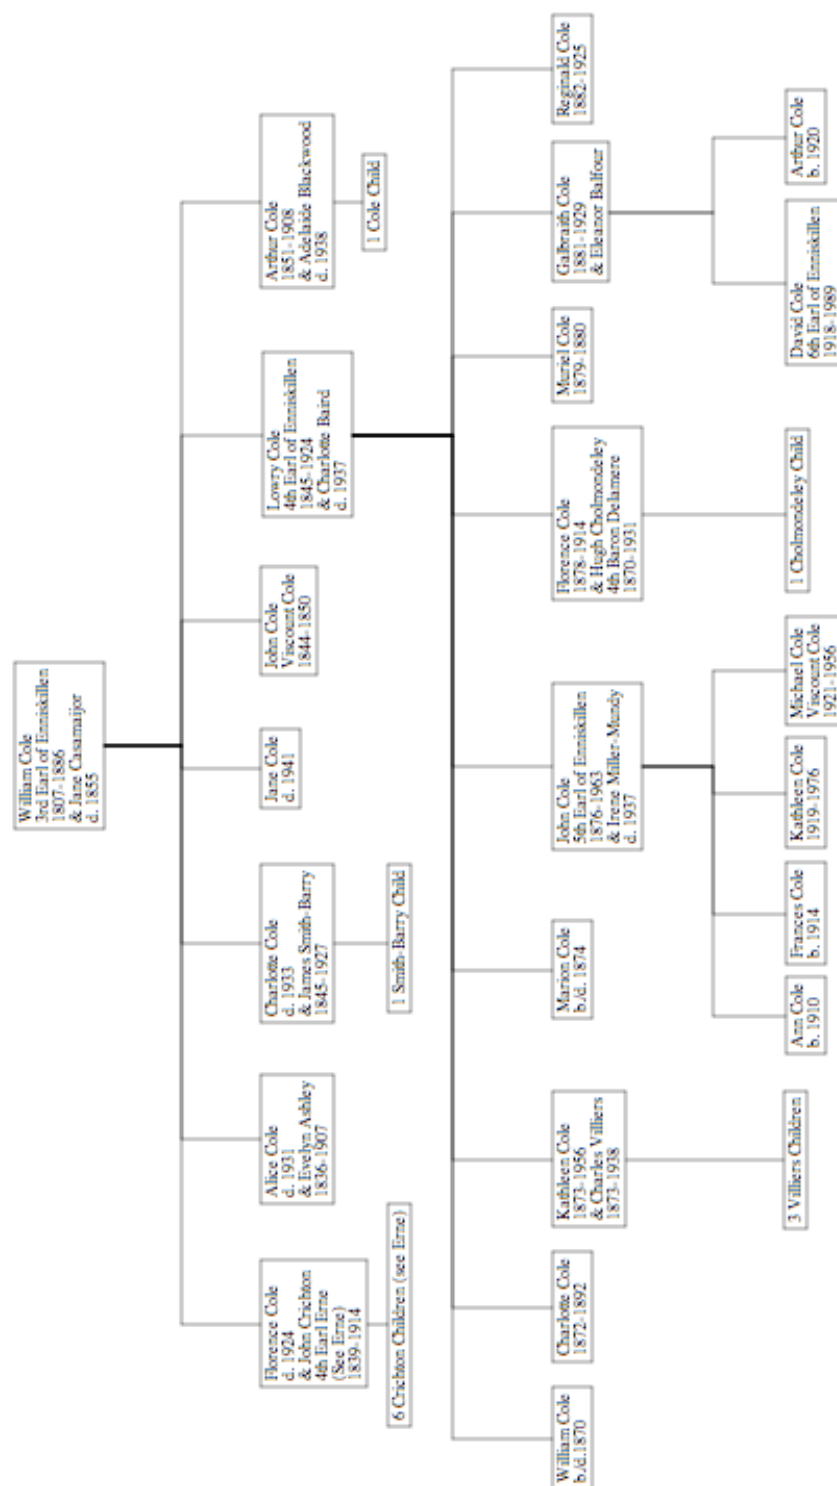 William Cole
3rd Earl of Enniskillen
1807-1886
& Jane Casamaijor
d. 1855
Florence Cole
d. 1924
& John Crichton
4th Earl Erne
(See Erne)
1839-1914
6 Crichton Children (see Erne)
Alice Cole
d. 1931
& Evelyn Ashley
1836-1907
Charlotte Cole
d. 1933
& James Smith-Barry
1845-1927
1 Smith-Barry Child
Jane Cole
d. 1941
John Cole
Viscount Cole
1844-1850
Lowry Cole
4th Earl of Enniskillen
1845-1924
& Charlotte Baird
d. 1937
Arthur Cole
1851-1908
& Adelaide Blackwood
d. 1938
1 Cole Child
William Cole
b./d.1870
Charlotte Cole
1872-1892
Kathleen Cole
1873-1956
& Charles Villiers
1873-1938
3 Villiers Children
Marion Cole
b./d. 1874
John Cole
5th Earl of Enniskillen
1876-1963
& Irene Miller-Mundy
d. 1937
Florence Cole
1878-1914
& Hugh Cholmondeley
4th Baron Delamere
1870-1931
1 Cholmondeley Child
Muriel Cole
1879-1880
Galbraith Cole
1881-1929
& Eleanor Balfour
Reginald Cole
1882-1925
Ann Cole
b. 1910
Frances Cole
b. 1914
Kathleen Cole
1919-1976
Michael Cole
Viscount Cole
1921-1956
David Cole
6th Earl of Enniskillen
1918-1989
Arthur Cole
b. 1920